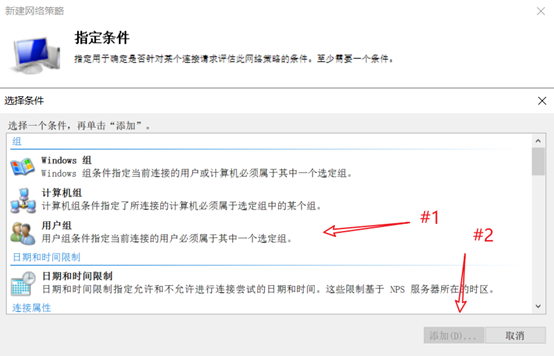 新建网络策略
指定条件
指定用于确定是否针对某个连接请求评估此网络策略的条件。至少需要一个条件。
选择条件
选择一个条件，再单击“添加”。
组
Windows 组
Windows 组条件指定当前连接的用户或计算机必须属于其中一个选定组。
计算机组
计算机组条件指定了所连接的计算机必须属于选定组中的某个组。
用户组
用户组条件指定当前连接的用户必须属于其中一个选定组。
#1
#2
日期和时间限制
日期和时间限制
日期和时间限制指定允许和不允许进行连接尝试的日期和时间。这些限制基于 NPS 服务器所在的时区。
连接属性
添加(D)...
取消